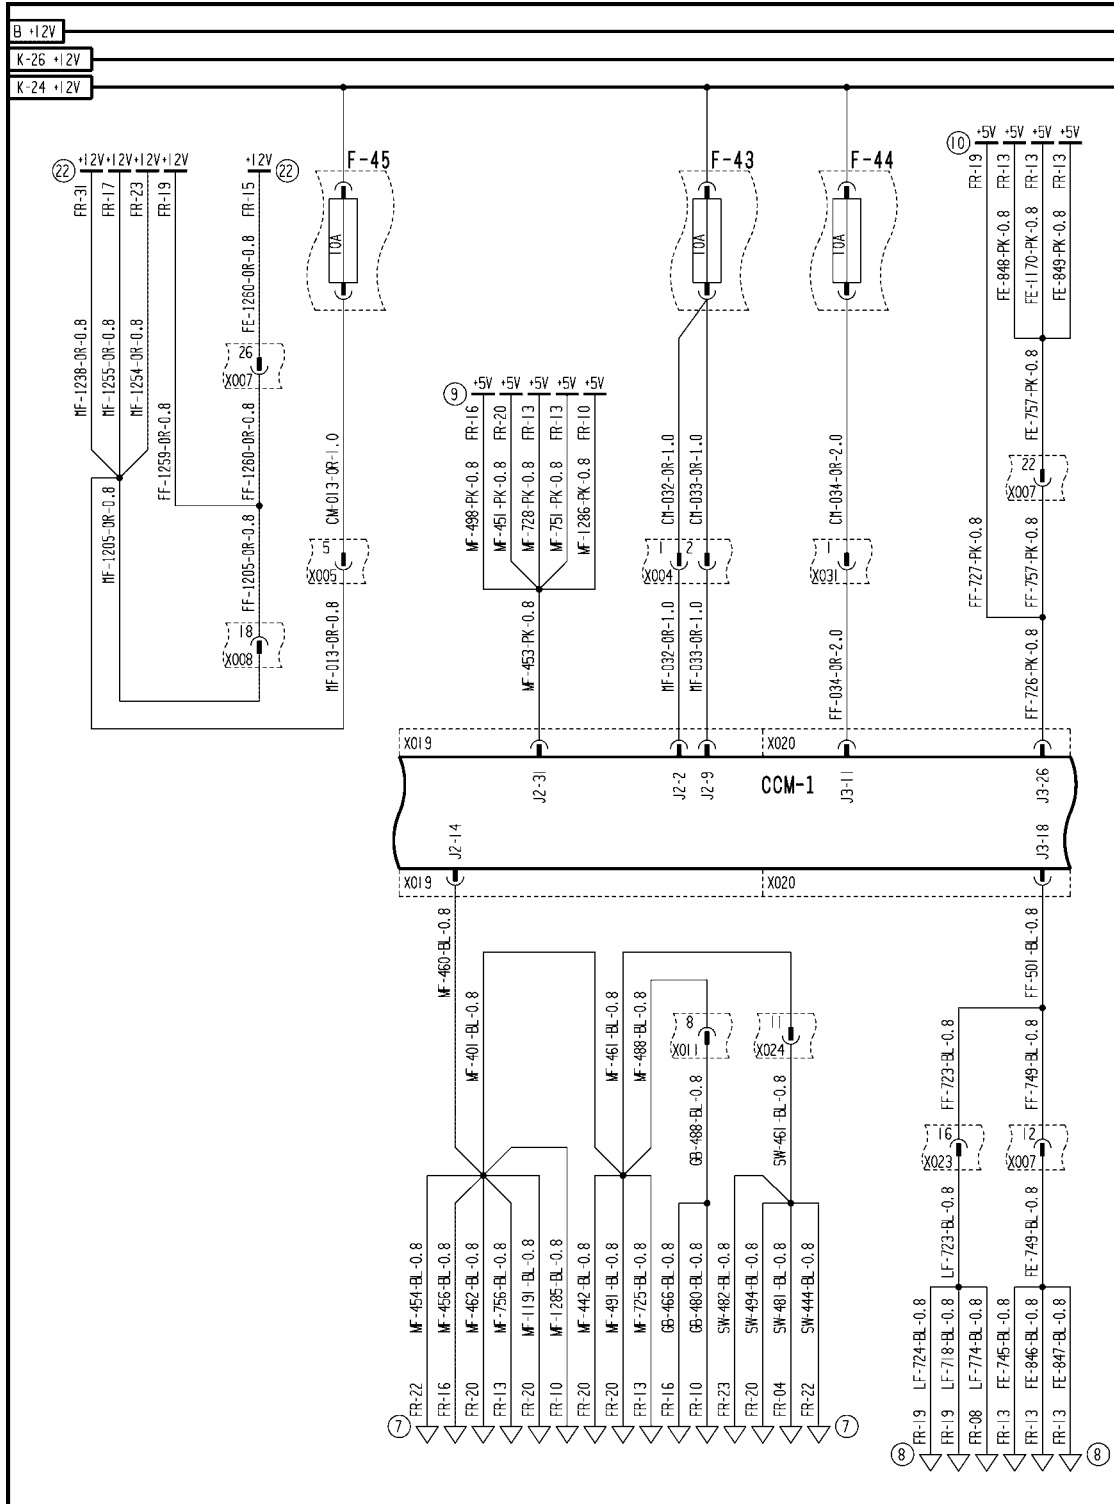 B +12V
K-26 +12V
K-24 +12V
F-45
F-43
F-44
10 +5V +5V +5V +5V
22 +12V +12V +12V +12V
+12V 22
FR-31
FR-17
FR-23
FR-19
FR-15
FR-19
FR-13
FR-13
FR-13
10A
10A
10A
FE-848-PK-0.8
FE-1170-PK-0.8
FE-849-PK-0.8
FE-1260-OR-0.8
MF-1238-OR-0.8
MF-1255-OR-0.8
MF-1254-OR-0.8
26
X007
9 +5V +5V +5V +5V +5V
FR-16
FR-20
FR-13
FR-13
FR-10
FE-757-PK-0.8
FF-1259-OR-0.8
FF-1260-OR-0.8
CM-013-OR-1.0
MF-498-PK-0.8
MF-451-PK-0.8
MF-728-PK-0.8
MF-751-PK-0.8
MF-1286-PK-0.8
CM-032-OR-1.0
CM-033-OR-1.0
CM-034-OR-2.0
22
X007
MF-1205-OR-0.8
FF-1205-OR-0.8
5
X005
1 2
X004
1
X031
FF-727-PK-0.8
FF-757-PK-0.8
18
X008
MF-013-OR-0.8
MF-453-PK-0.8
MF-032-OR-1.0
MF-033-OR-1.0
FF-034-OR-2.0
FF-726-PK-0.8
X019
X020
J2-31
J2-2
J2-9
CCM-1
J3-11
J3-26
J2-14
J3-18
X019
X020
MF-460-BL-0.8
FF-501-BL-0.8
MF-401-BL-0.8
MF-461-BL-0.8
MF-488-BL-0.8
8
X011
11
X024
FF-723-BL-0.8
FF-749-BL-0.8
GB-488-BL-0.8
SW-461-BL-0.8
16
X023
12
X007
LF-723-BL-0.8
FE-749-BL-0.8
MF-454-BL-0.8
MF-456-BL-0.8
MF-462-BL-0.8
MF-756-BL-0.8
MF-1191-BL-0.8
MF-1285-BL-0.8
MF-442-BL-0.8
MF-491-BL-0.8
MF-725-BL-0.8
GB-466-BL-0.8
GB-480-BL-0.8
SW-482-BL-0.8
SW-494-BL-0.8
SW-481-BL-0.8
SW-444-BL-0.8
LF-724-BL-0.8
LF-718-BL-0.8
LF-774-BL-0.8
FE-745-BL-0.8
FE-846-BL-0.8
FE-847-BL-0.8
FR-22
FR-16
FR-20
FR-13
FR-20
FR-10
FR-20
FR-20
FR-13
FR-16
FR-10
FR-23
FR-20
FR-04
FR-22
FR-19
FR-19
FR-08
FR-13
FR-13
FR-13
7
7
8
8